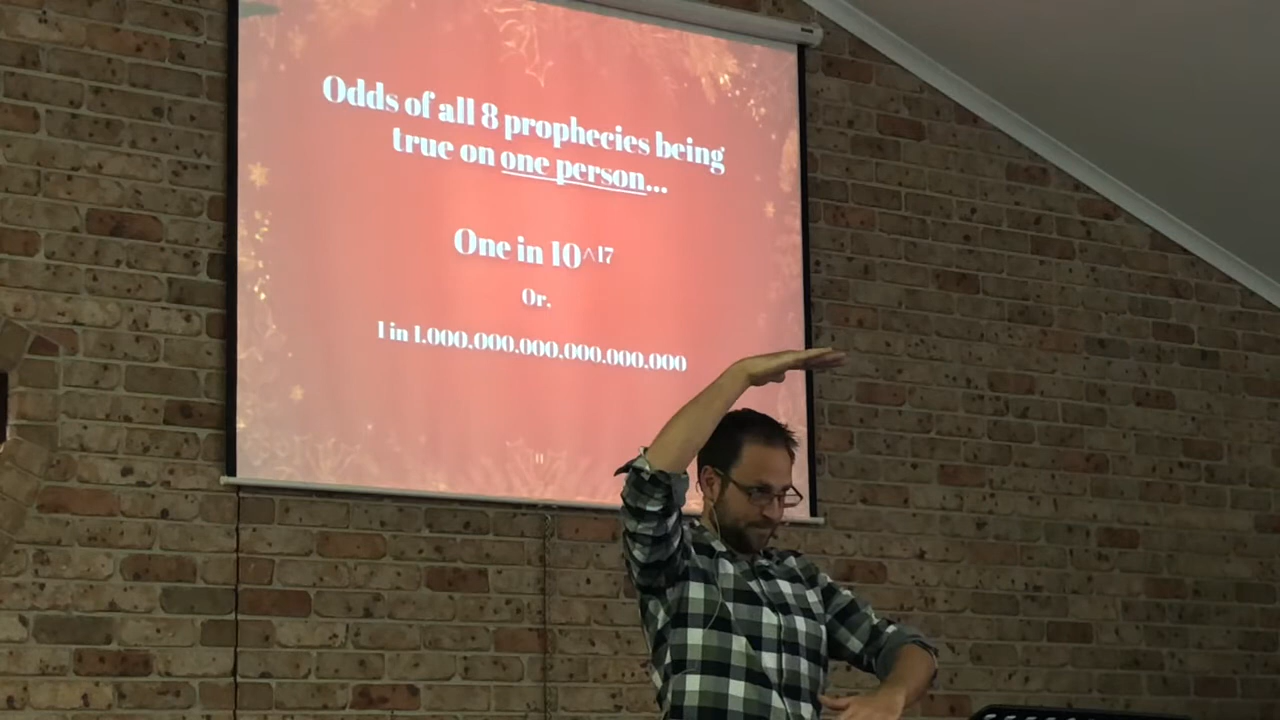 Odds of all 8 prophecies being
true on one person...
One in 10^17
Or,
1 in 1,000,000,000,000,000,000
11